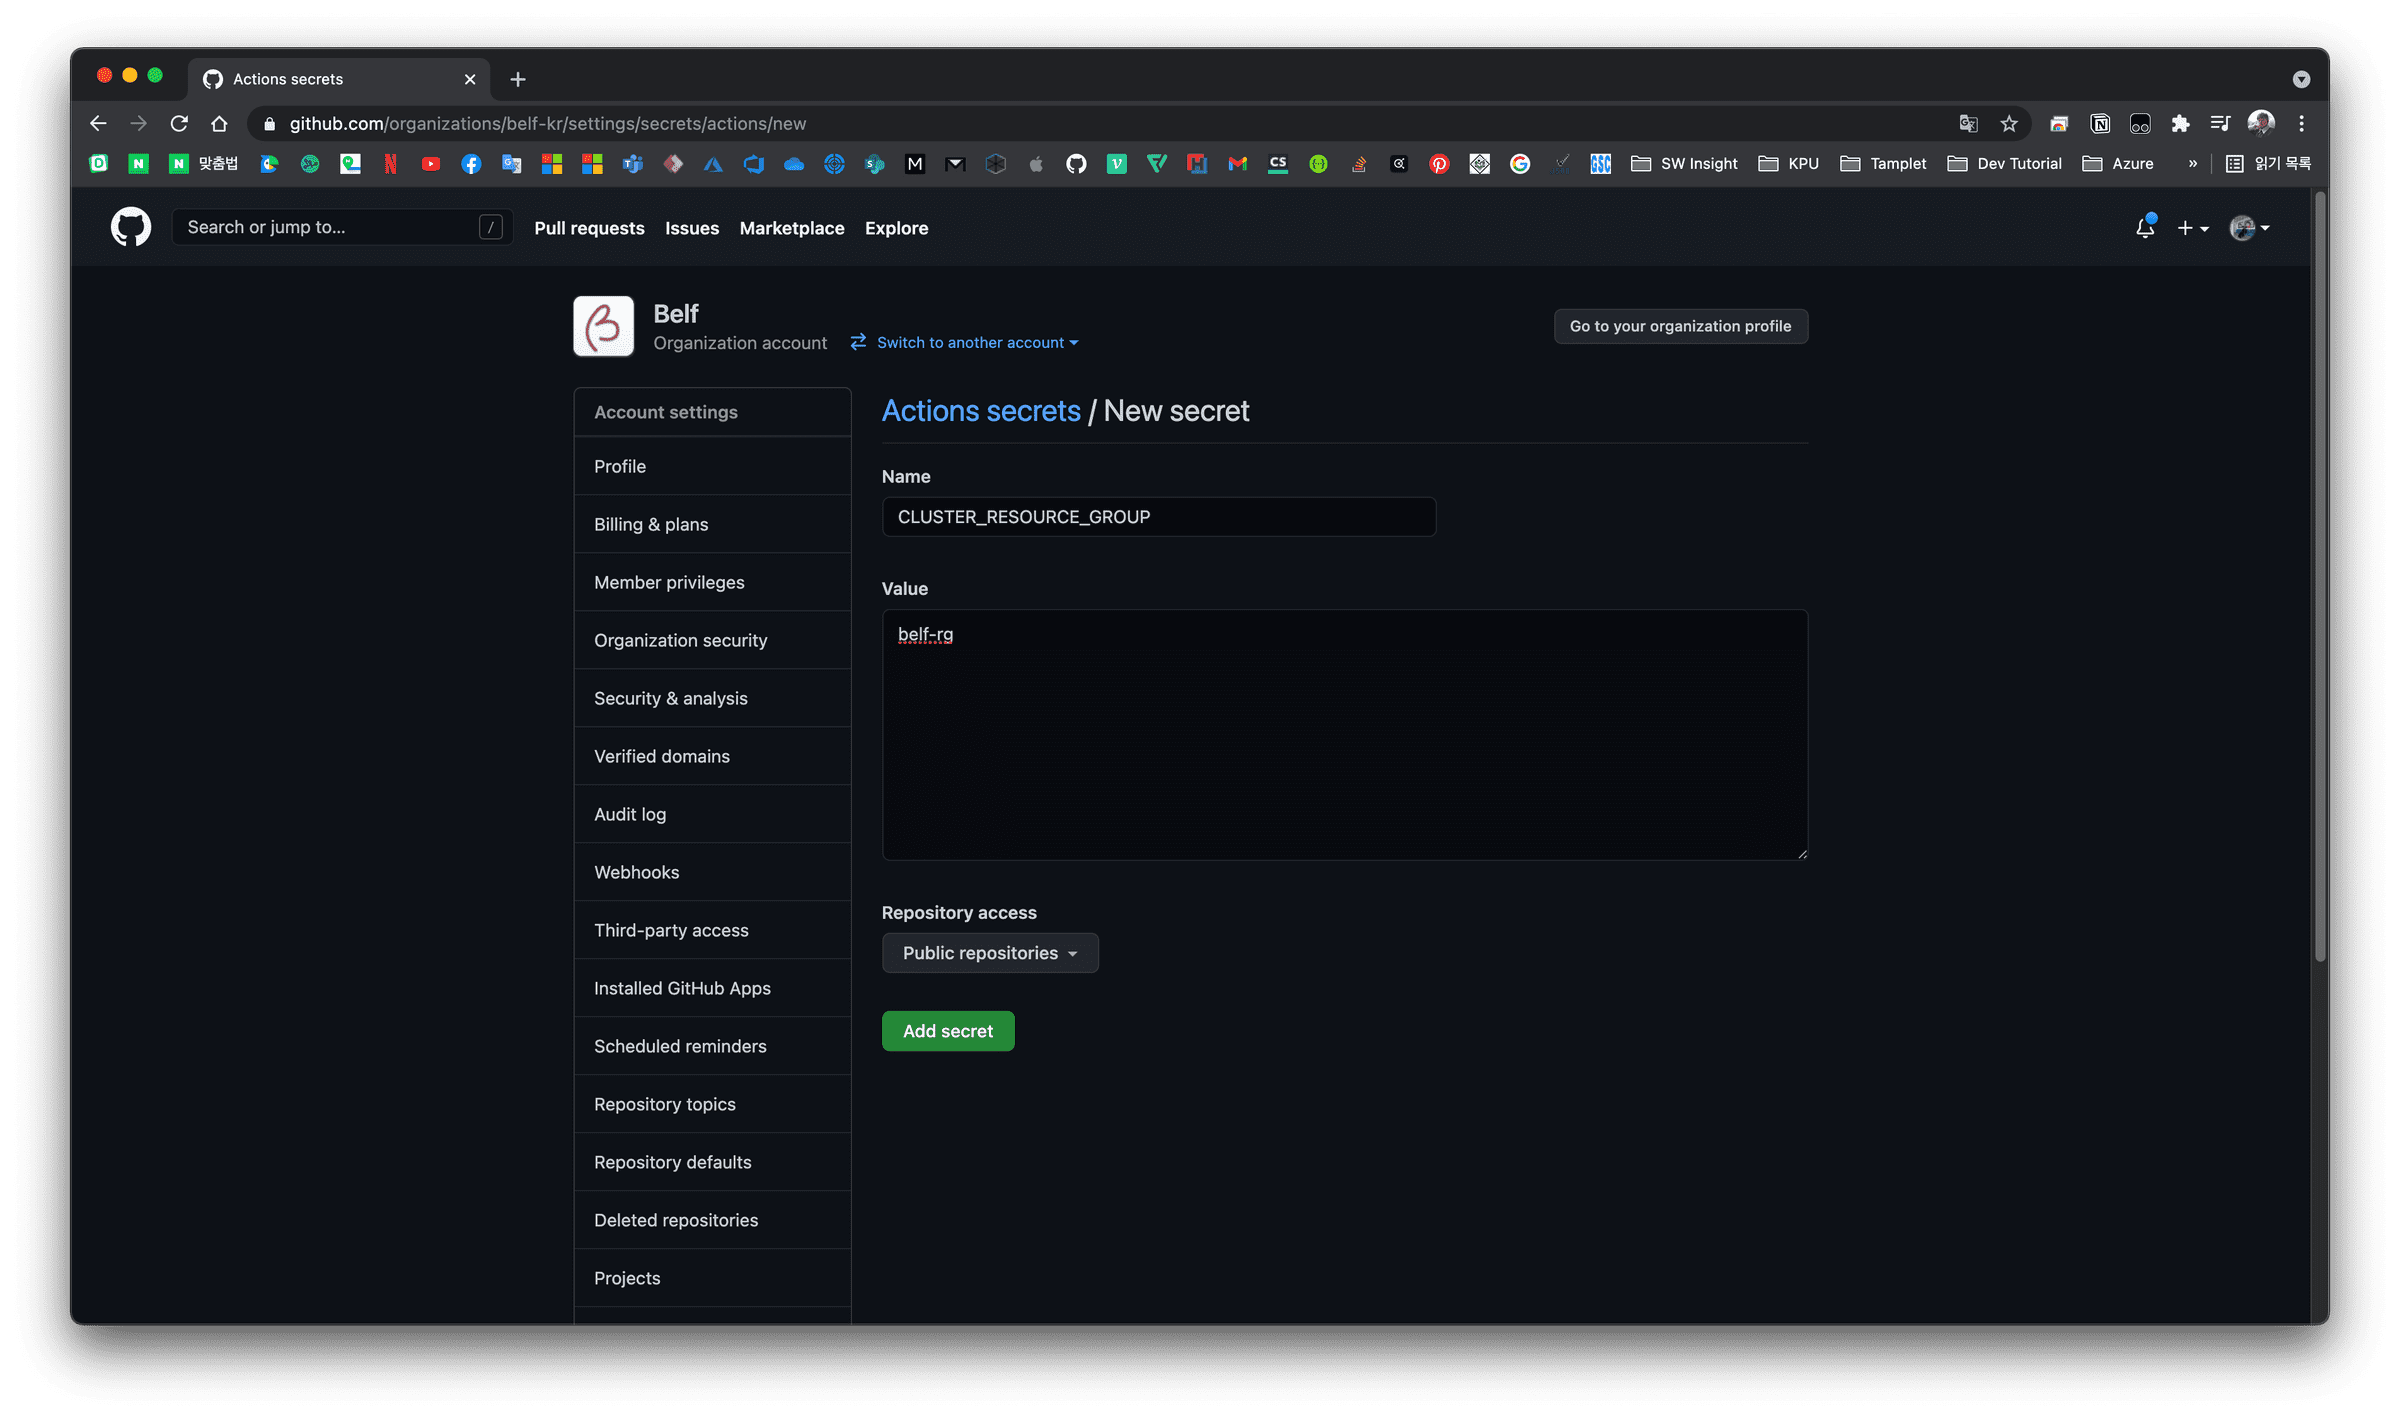 Actions secrets
github.com/organizations/belf-kr/settings/secrets/actions/new
맞춤법
SW Insight
KPU
Tamplet
Dev Tutorial
Azure
»
읽기 목록
Search or jump to...
/
Pull requests
Issues
Marketplace
Explore
Belf
Organization account
Switch to another account
Go to your organization profile
Account settings
Profile
Billing & plans
Member privileges
Organization security
Security & analysis
Verified domains
Audit log
Webhooks
Third-party access
Installed GitHub Apps
Scheduled reminders
Repository topics
Repository defaults
Deleted repositories
Projects
Actions secrets / New secret
Name
CLUSTER_RESOURCE_GROUP
Value
belf-rg
Repository access
Public repositories
Add secret